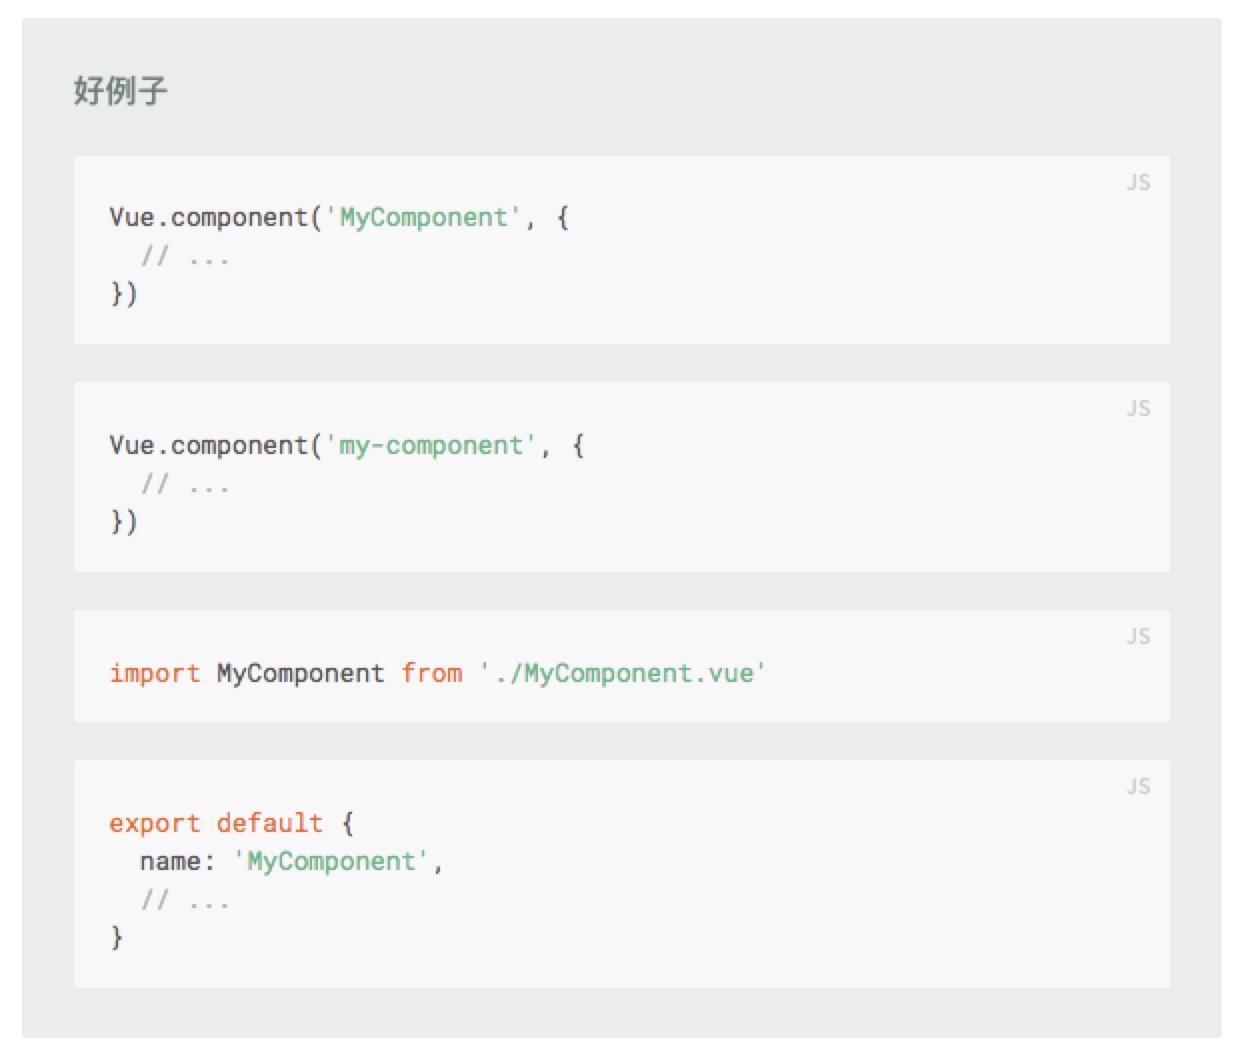 好例子
JS
Vue.component('MyComponent', {
  // ...
})
JS
Vue.component('my-component', {
  // ...
})
JS
import MyComponent from './MyComponent.vue'
JS
export default {
  name: 'MyComponent',
  // ...
}